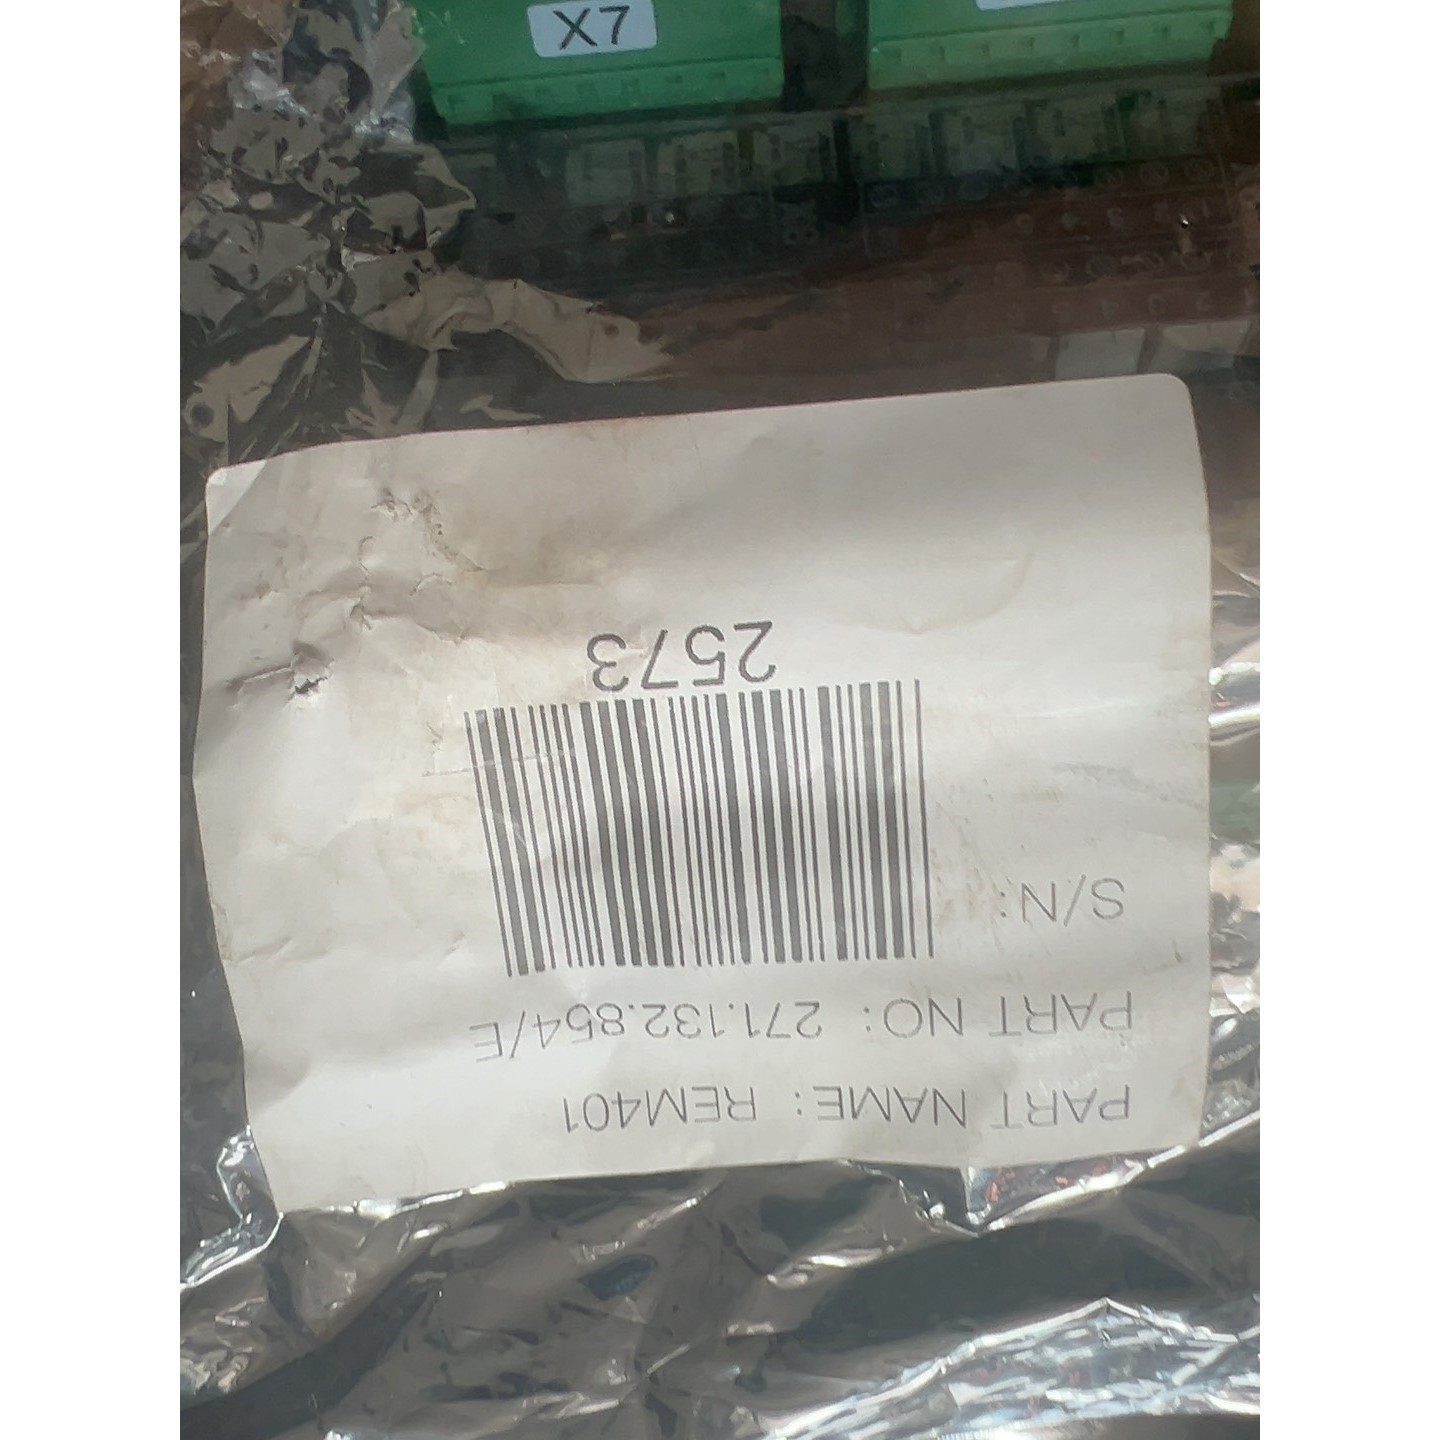 X7
PART NAME: REM401
PART NO: 271.132.854/E
S/N:
2573